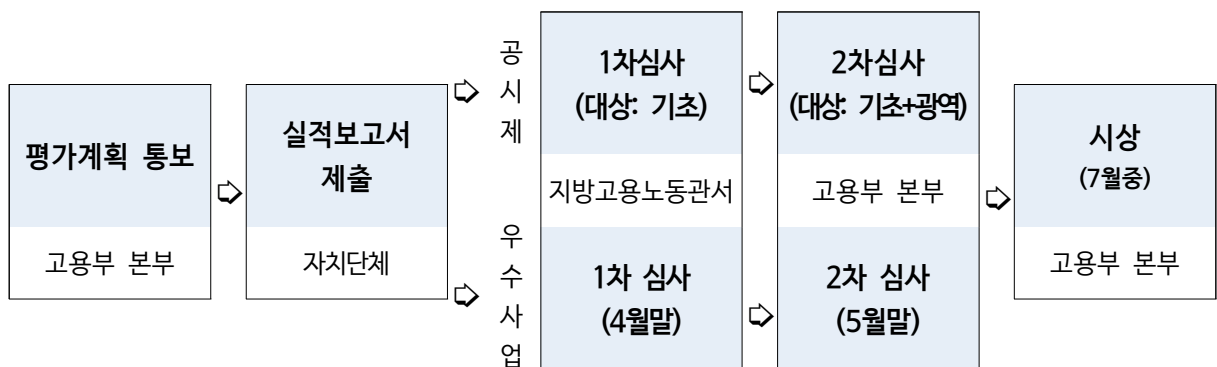 평가계획 통보
고용부 본부
실적보고서
제출
자치단체
공
시
제
1차심사
(대상: 기초)
지방고용노동관서
2차심사
(대상: 기초+광역)
고용부 본부
우
수
사
업
1차 심사
(4월말)
2차 심사
(5월말)
시상
(7월중)
고용부 본부